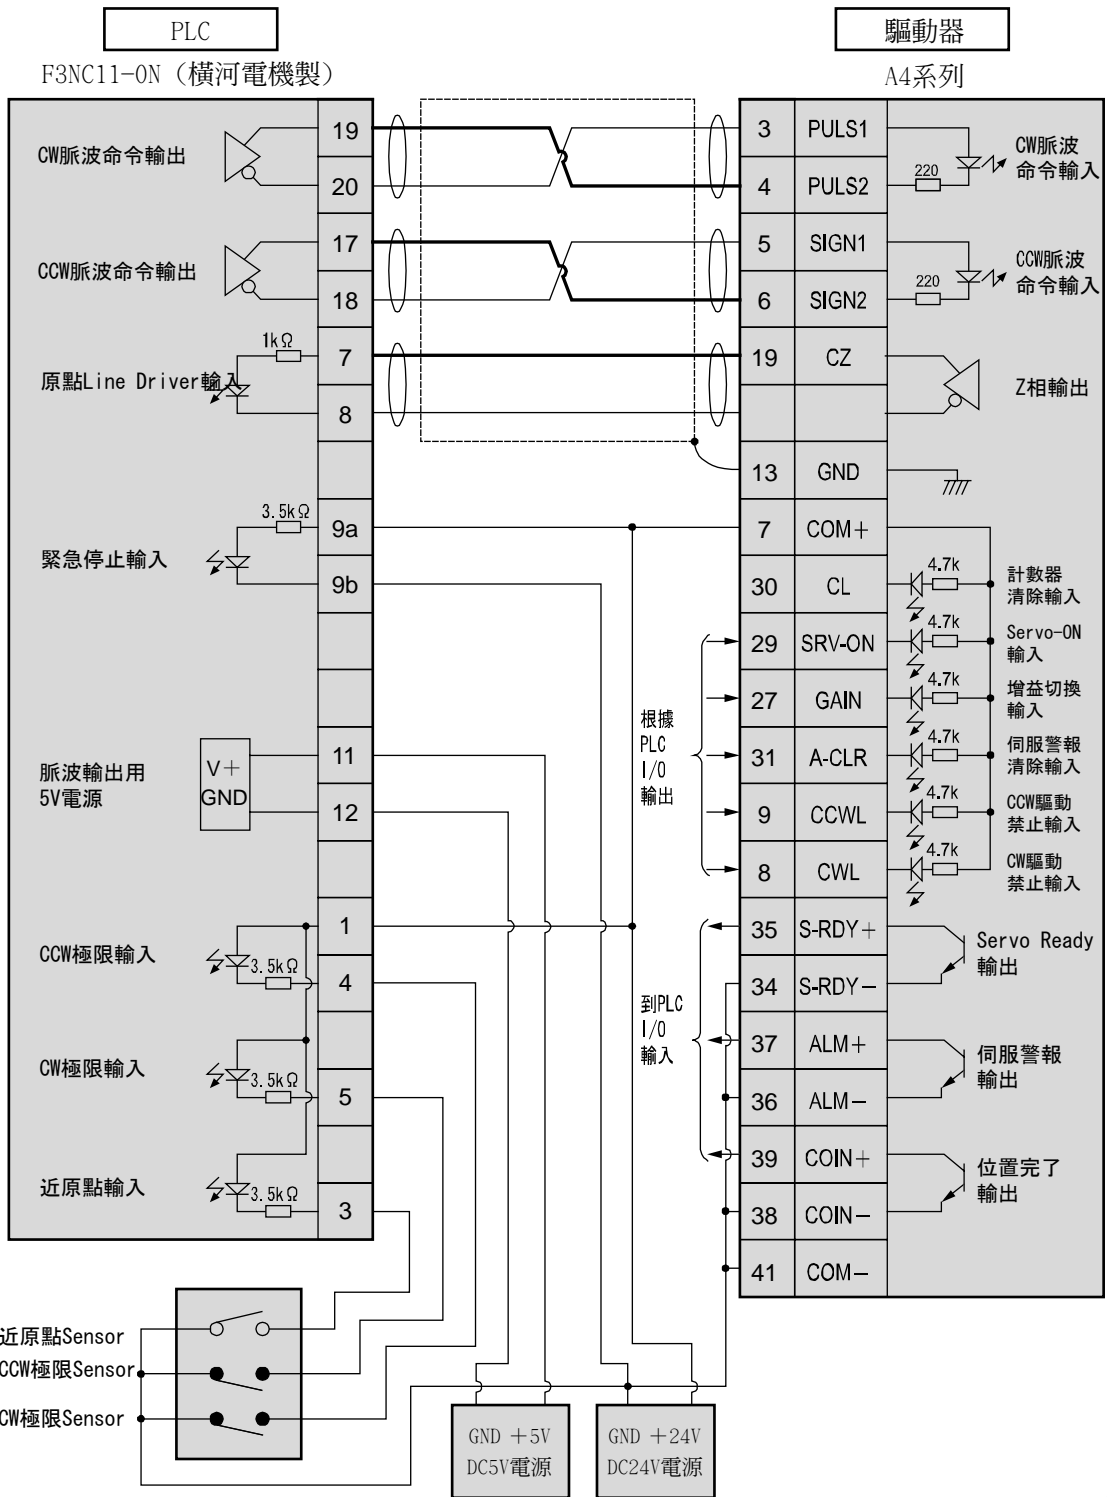 PLC
驅動器
F3NC11-0N（橫河電機製）
A4系列
CW脈波命令輸出
19
20
3
PULS1
4
PULS2
220
CW脈波
命令輸入
CCW脈波命令輸出
17
18
5
SIGN1
6
SIGN2
220
CCW脈波
命令輸入
1kΩ
原點Line Driver輸入
7
8
19
CZ
Z相輸出
13
GND
3.5kΩ
緊急停止輸入
9a
9b
7
COM+
30
CL
4.7k
計數器
清除輸入
29
SRV-ON
4.7k
Servo-ON
輸入
27
GAIN
4.7k
增益切換
輸入
根據
PLC
I/O
輸出
31
A-CLR
4.7k
伺服警報
清除輸入
脈波輸出用
5V電源
V+
GND
11
12
9
CCWL
4.7k
CCW驅動
禁止輸入
8
CWL
4.7k
CW驅動
禁止輸入
CCW極限輸入
3.5kΩ
1
4
35
S-RDY+
34
S-RDY-
Servo Ready
輸出
到PLC
I/O
輸入
CW極限輸入
3.5kΩ
5
37
ALM+
36
ALM-
伺服警報
輸出
近原點輸入
3.5kΩ
3
39
COIN+
38
COIN-
位置完了
輸出
41
COM-
近原點Sensor
CCW極限Sensor
CW極限Sensor
GND +5V
DC5V電源
GND +24V
DC24V電源